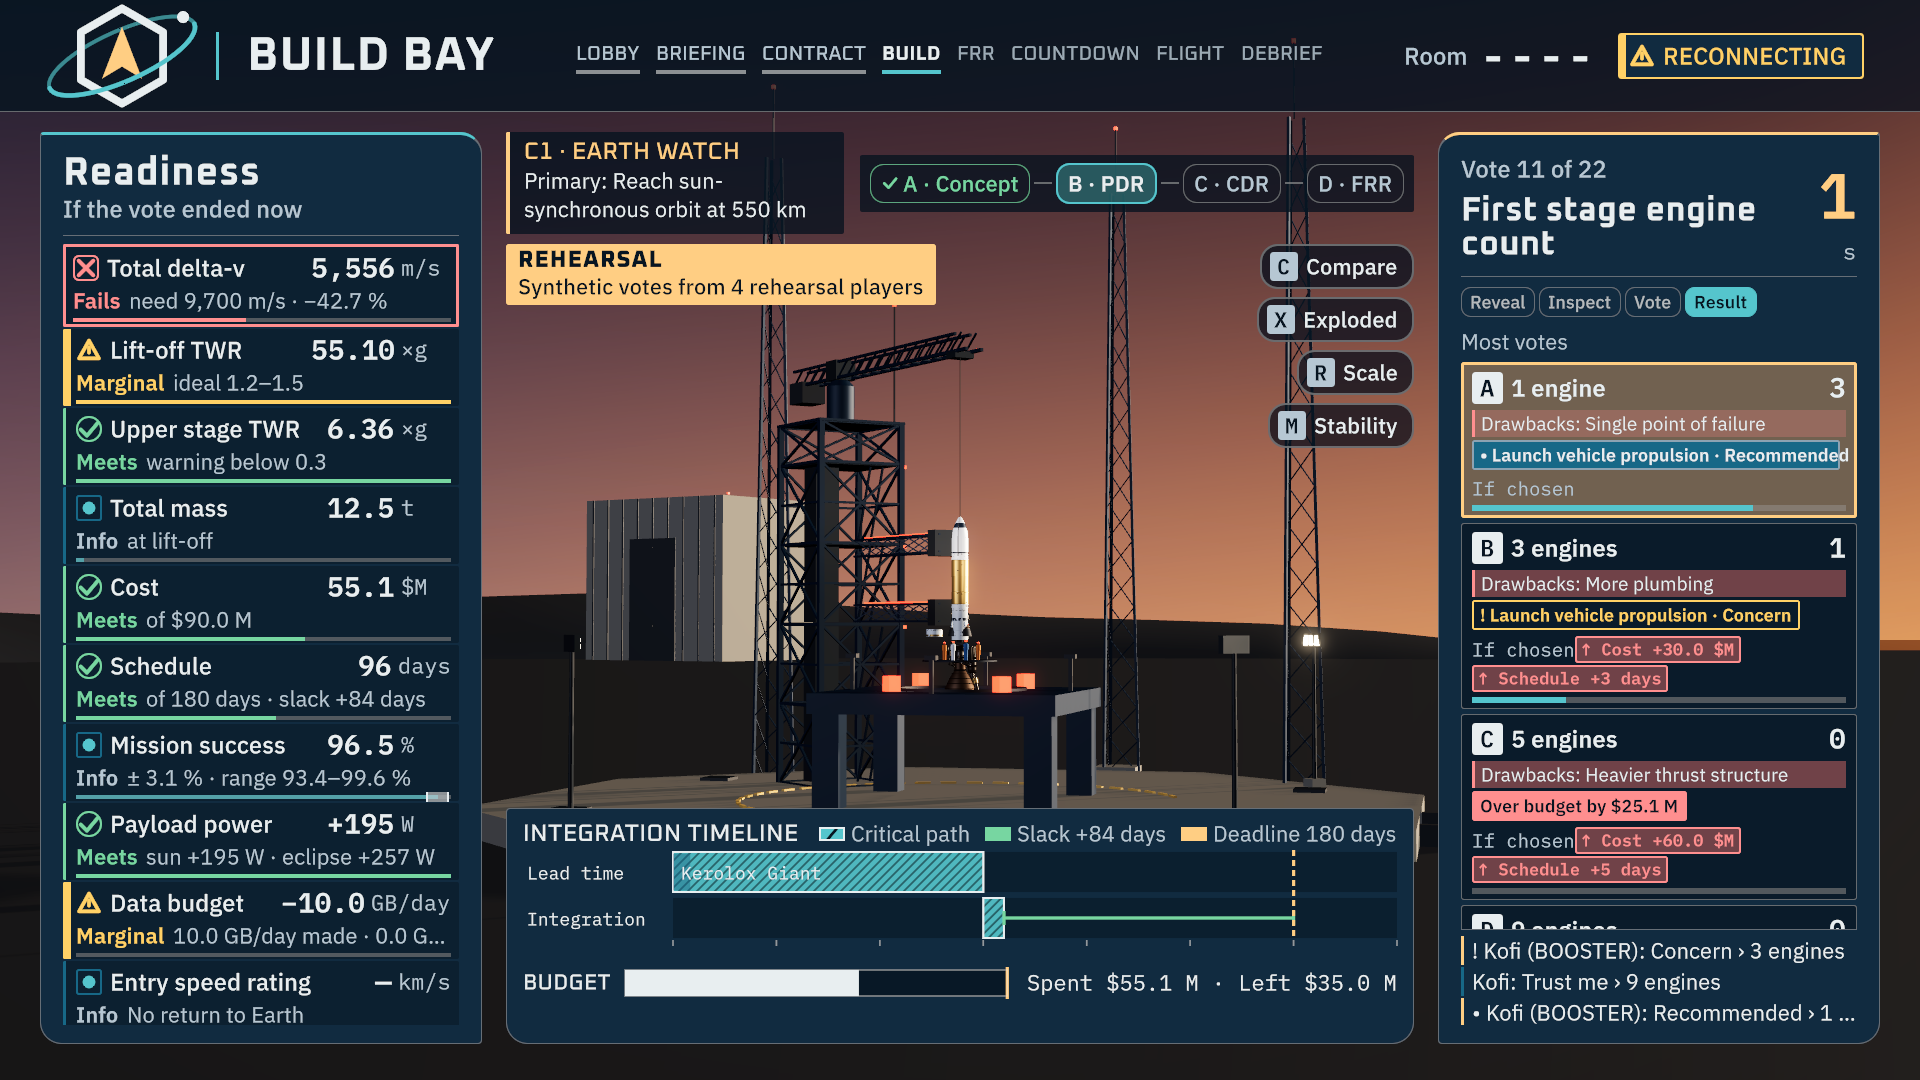 BUILD BAY
LOBBY BRIEFING CONTRACT BUILD FRR COUNTDOWN FLIGHT DEBRIEF
Room – – – –
RECONNECTING
Readiness
If the vote ended now
Total delta-v 5,556 m/s
Fails need 9,700 m/s · −42.7 %
Lift-off TWR 55.10 ×g
Marginal ideal 1.2–1.5
Upper stage TWR 6.36 ×g
Meets warning below 0.3
Total mass 12.5 t
Info at lift-off
Cost 55.1 $M
Meets of $90.0 M
Schedule 96 days
Meets of 180 days · slack +84 days
Mission success 96.5 %
Info ± 3.1 % · range 93.4–99.6 %
Payload power +195 W
Meets sun +195 W · eclipse +257 W
Data budget −10.0 GB/day
Marginal 10.0 GB/day made · 0.0 G...
Entry speed rating — km/s
Info No return to Earth
C1 · EARTH WATCH
Primary: Reach sun-
synchronous orbit at 550 km
A · Concept B · PDR C · CDR D · FRR
REHEARSAL
Synthetic votes from 4 rehearsal players
C Compare
X Exploded
R Scale
M Stability
INTEGRATION TIMELINE Critical path Slack +84 days Deadline 180 days
Lead time Kerolox Giant
Integration
BUDGET Spent $55.1 M · Left $35.0 M
Vote 11 of 22
First stage engine
count
1
s
Reveal Inspect Vote Result
Most votes
A 1 engine 3
Drawbacks: Single point of failure
• Launch vehicle propulsion · Recommended
If chosen
B 3 engines 1
Drawbacks: More plumbing
! Launch vehicle propulsion · Concern
If chosen ↑ Cost +30.0 $M
↑ Schedule +3 days
C 5 engines 0
Drawbacks: Heavier thrust structure
Over budget by $25.1 M
If chosen ↑ Cost +60.0 $M
↑ Schedule +5 days
D 9 engines 0
! Kofi (BOOSTER): Concern › 3 engines
Kofi: Trust me › 9 engines
• Kofi (BOOSTER): Recommended › 1 ...